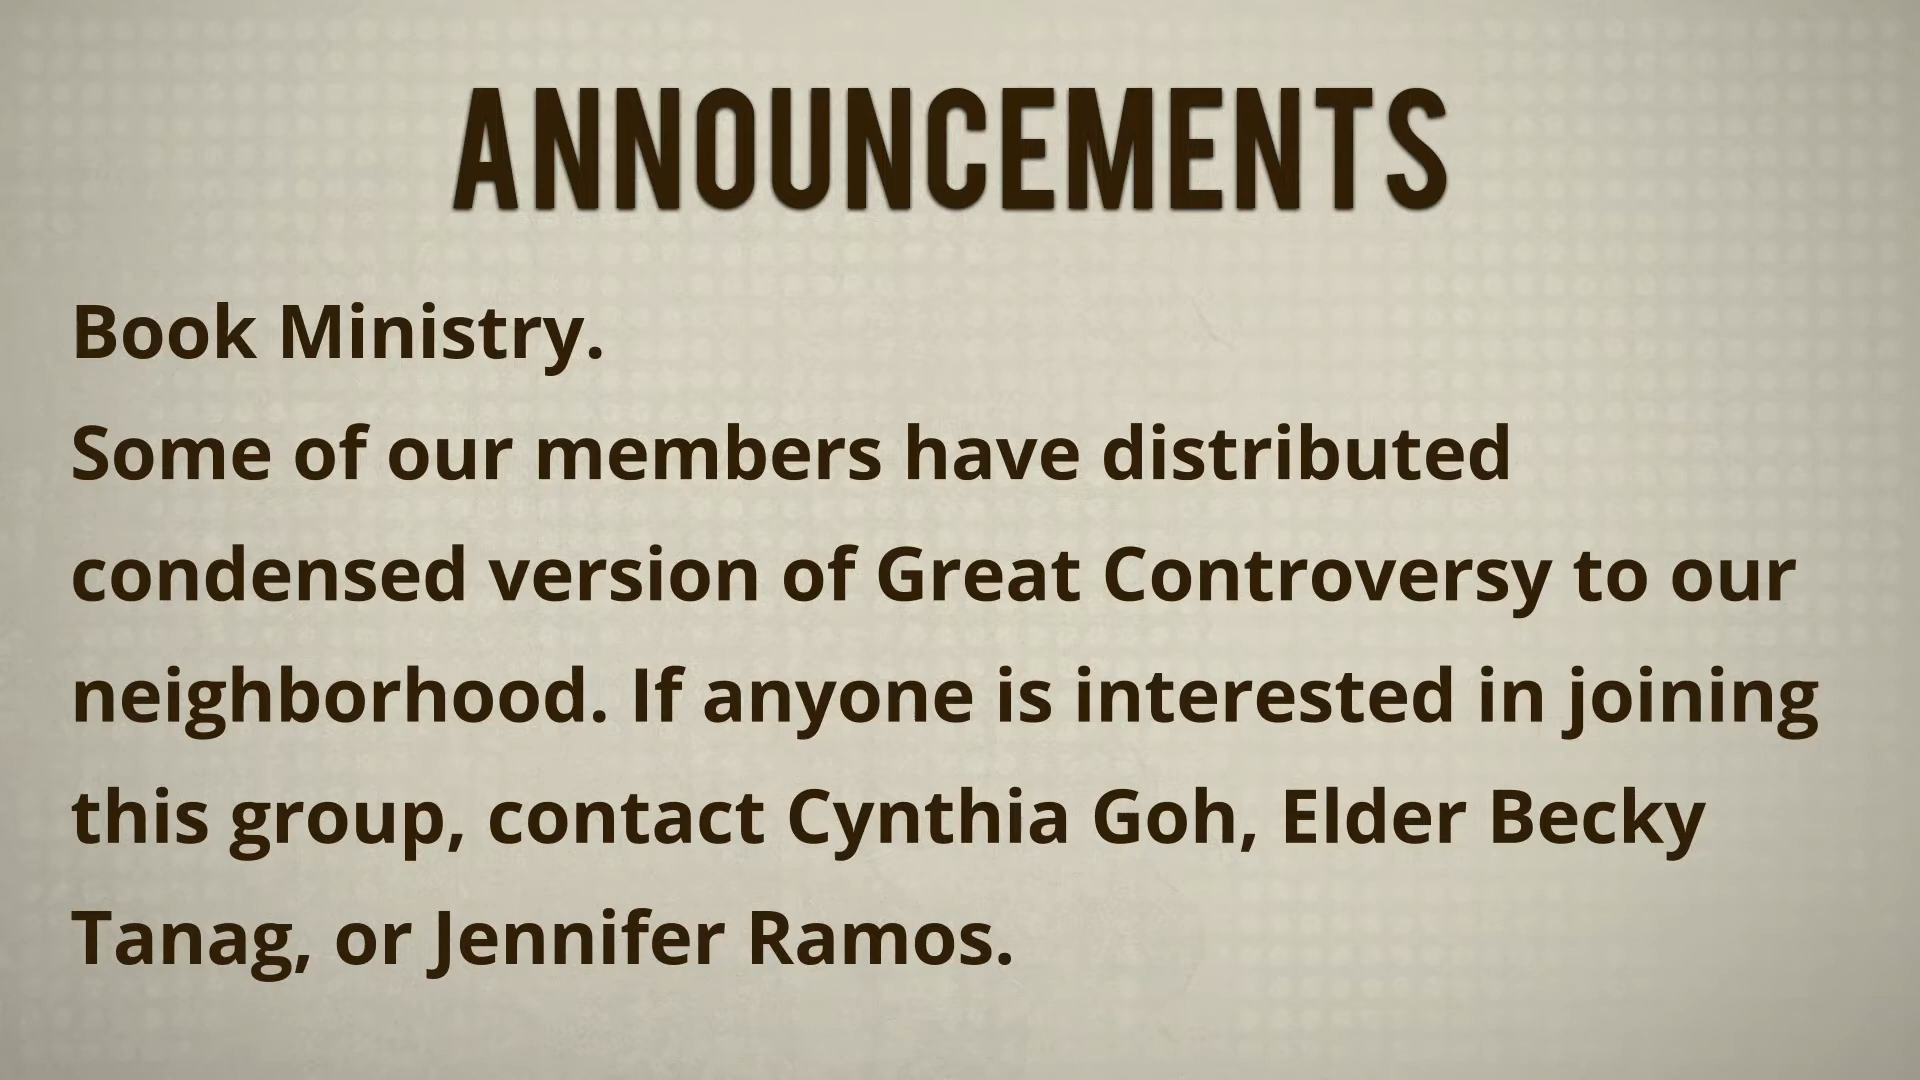 ANNOUNCEMENTS
Book Ministry.
Some of our members have distributed
condensed version of Great Controversy to our
neighborhood. If anyone is interested in joining
this group, contact Cynthia Goh, Elder Becky
Tanag, or Jennifer Ramos.